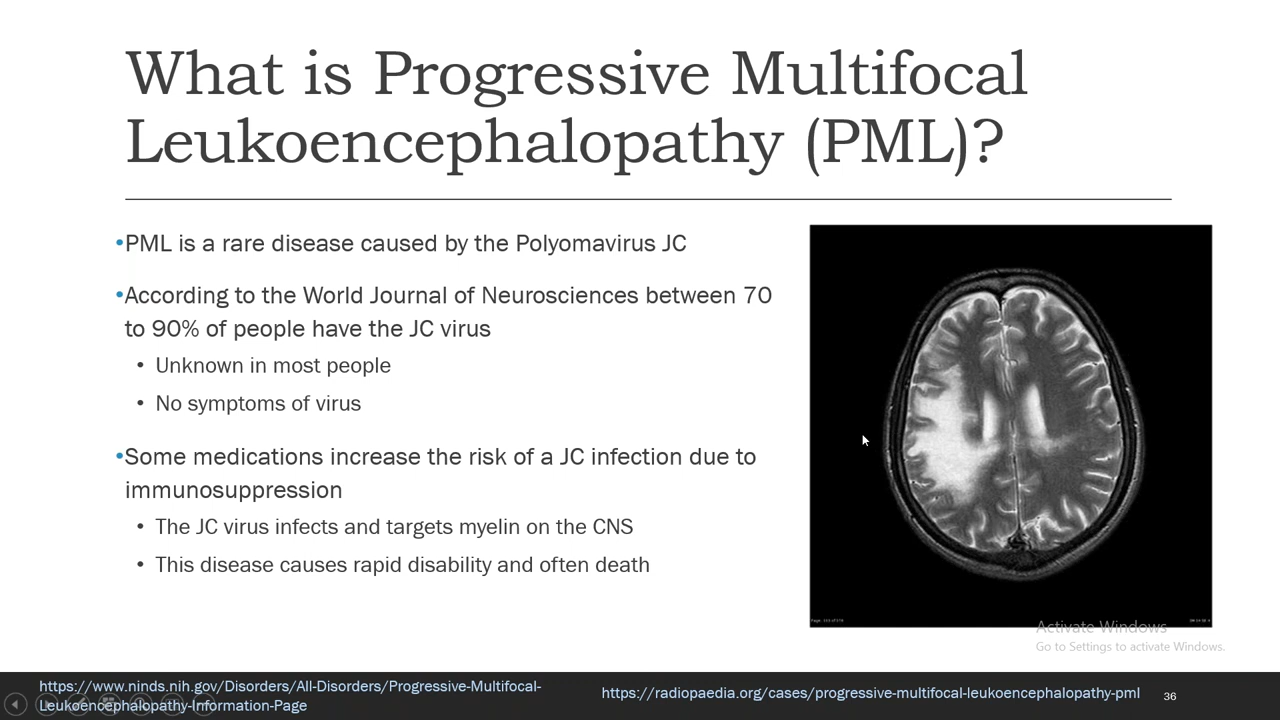 What is Progressive Multifocal
Leukoencephalopathy (PML)?
•PML is a rare disease caused by the Polyomavirus JC
•According to the World Journal of Neurosciences between 70
to 90% of people have the JC virus
• Unknown in most people
• No symptoms of virus
•Some medications increase the risk of a JC infection due to
immunosuppression
• The JC virus infects and targets myelin on the CNS
• This disease causes rapid disability and often death
Activate Windows
Go to Settings to activate Windows.
https://www.ninds.nih.gov/Disorders/All-Disorders/Progressive-Multifocal-
Leukoencephalopathy-Information-Page
https://radiopaedia.org/cases/progressive-multifocal-leukoencephalopathy-pml
36